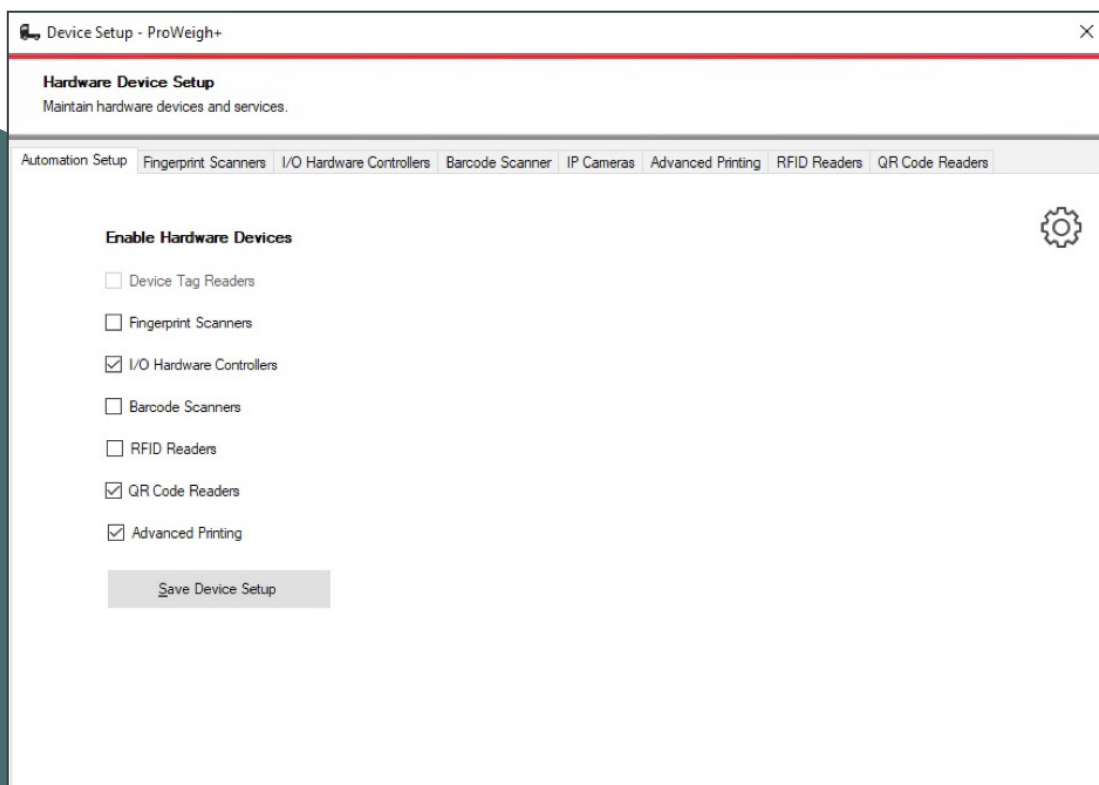 Device Setup - ProWeigh+
Hardware Device Setup
Maintain hardware devices and services.
Automation Setup Fingerprint Scanners I/O Hardware Controllers Barcode Scanner IP Cameras Advanced Printing RFID Readers QR Code Readers
Enable Hardware Devices
Device Tag Readers
Fingerprint Scanners
I/O Hardware Controllers
Barcode Scanners
RFID Readers
QR Code Readers
Advanced Printing
Save Device Setup